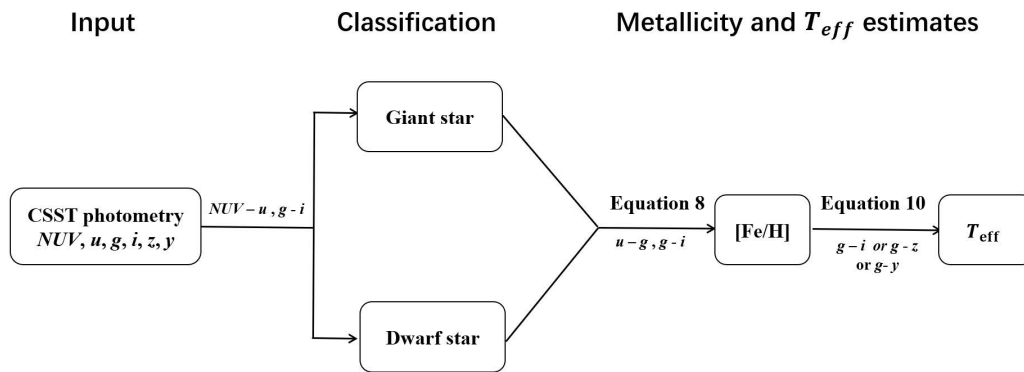 Input
Classification
Metallicity and T_eff estimates
CSST photometry
NUV, u, g, i, z, y
NUV − u , g - i
Giant star
Dwarf star
Equation 8
u − g , g - i
[Fe/H]
Equation 10
g − i or g - z
or g- y
T_eff